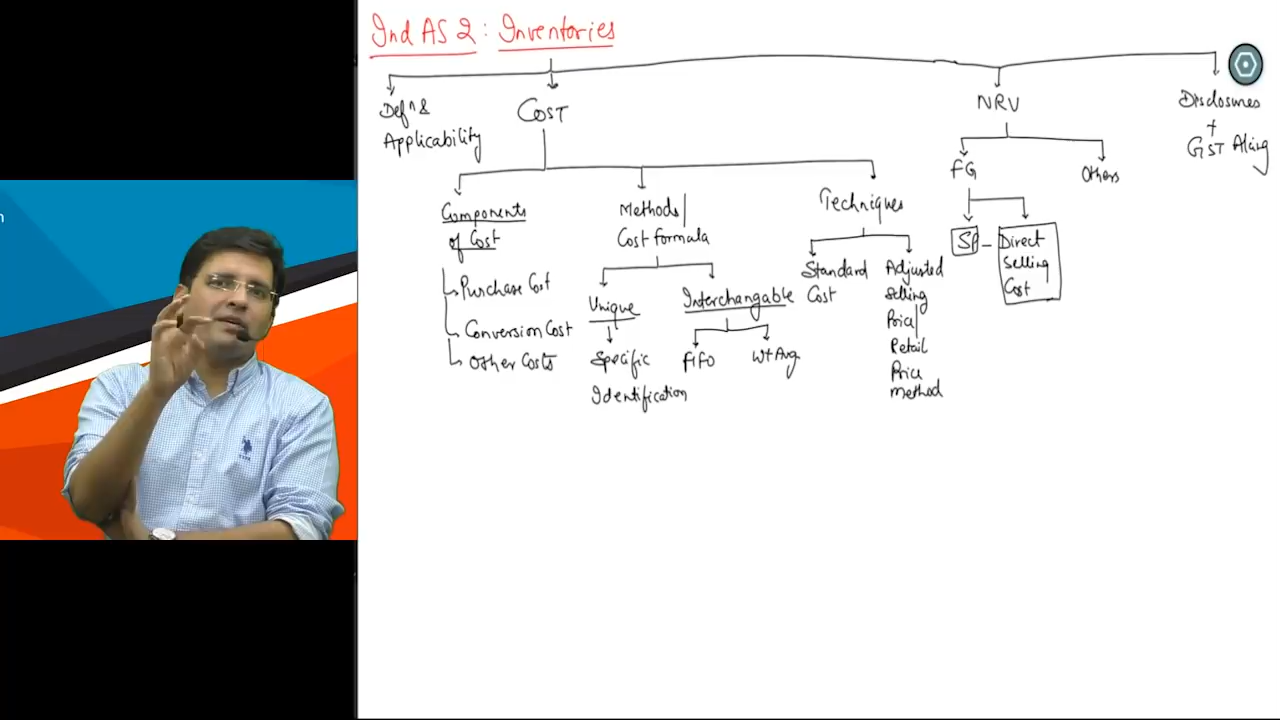 Ind AS 2 : Inventories
Defⁿ &
Applicability
COST
NRV
Disclosures
+
GST
FG
Others
Components
of Cost
Methods/
Cost formula
Techniques
SP - Direct
Selling
Cost
Purchase Cost
Conversion Cost
Other Costs
Unique
Interchangable
Standard
Cost
Adjusted
Selling
Price/
Retail
Price
method
Specific
Identification
FIFO
Wt Avg
n